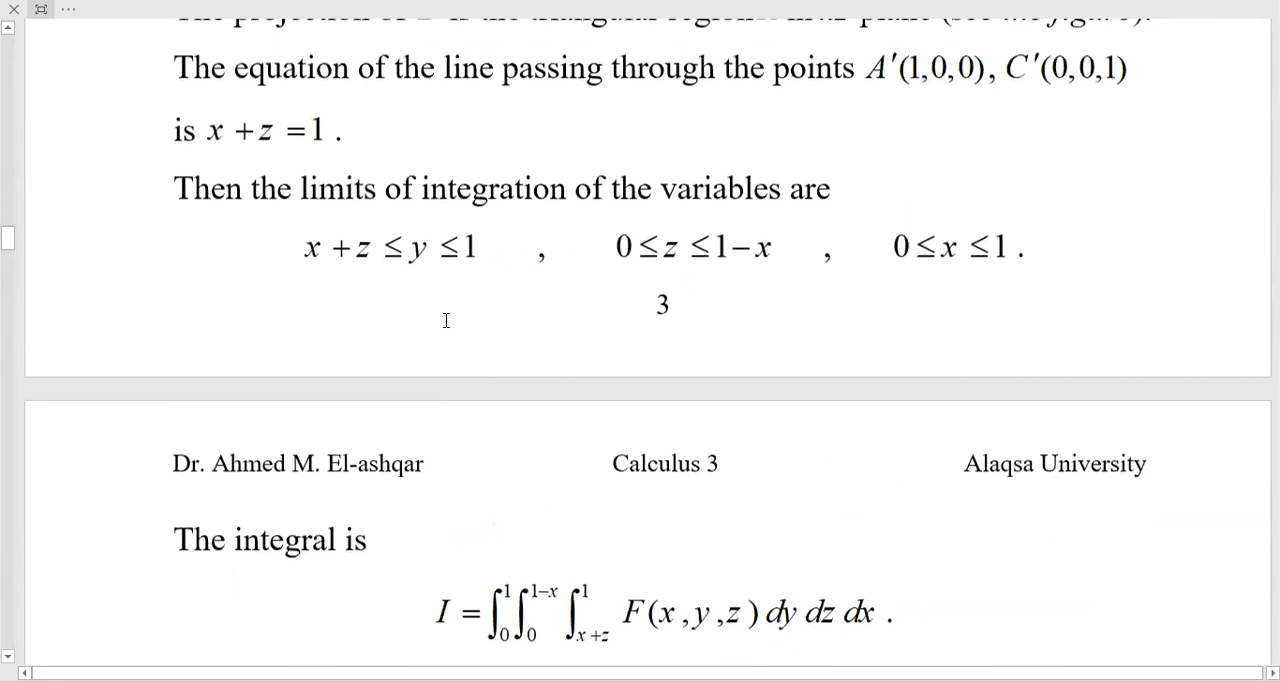 The equation of the line passing through the points A′(1,0,0), C′(0,0,1)
is x + z = 1 .
Then the limits of integration of the variables are
x + z ≤ y ≤ 1 , 0 ≤ z ≤ 1 − x , 0 ≤ x ≤ 1 .
3
Dr. Ahmed M. El-ashqar Calculus 3 Alaqsa University
The integral is
I = ∫₀¹ ∫₀¹⁻ˣ ∫ₓ₊z¹ F(x, y, z) dy dz dx .